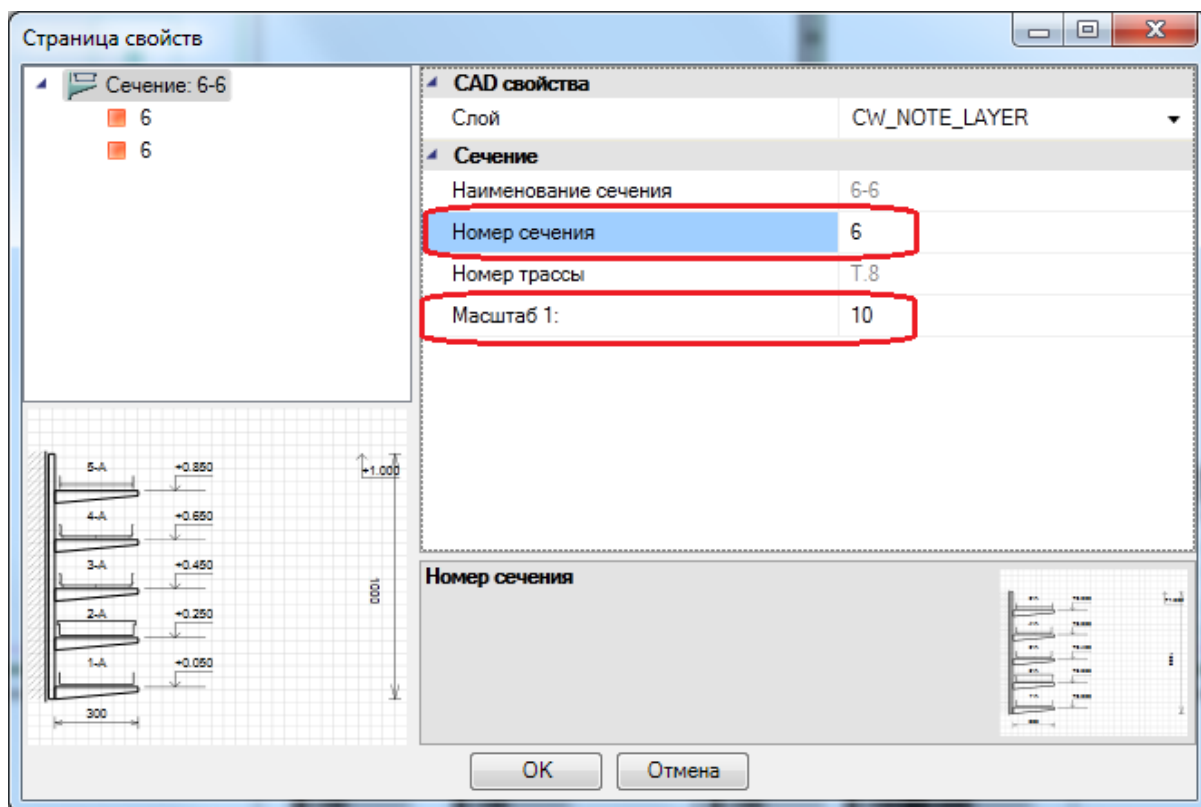 Страница свойств
Сечение: 6-6
6
6
CAD свойства
Слой CW_NOTE_LAYER
Сечение
Наименование сечения 6-6
Номер сечения 6
Номер трассы Т.8
Масштаб 1: 10
5-А +0.850 +1.000
4-А +0.650
3-А +0.450
1000
2-А +0.250
1-А +0.050
300
Номер сечения
OK Отмена